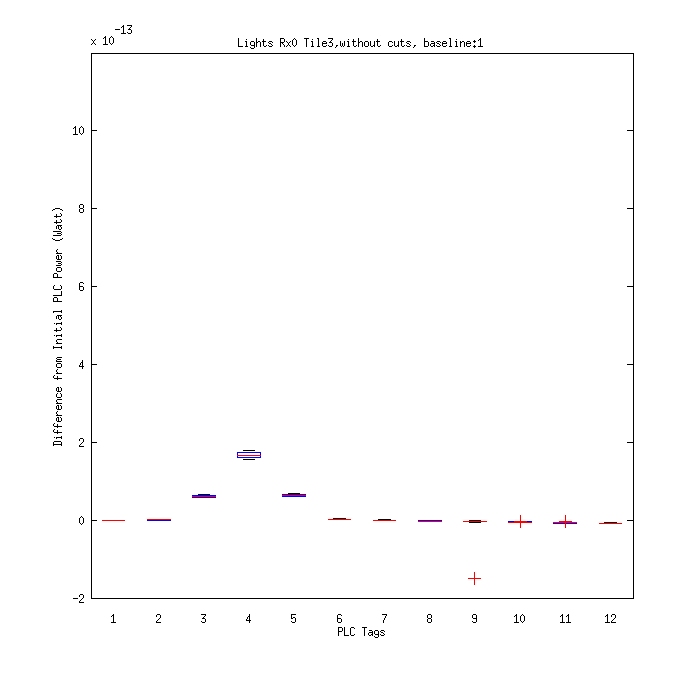 x 10 -13
Lights Rx0 Tile3,without cuts, baseline:1
10
8
6
4
2
0
-2
Difference from Initial PLC Power (Watt)
1 2 3 4 5 6 7 8 9 10 11 12
PLC Tags